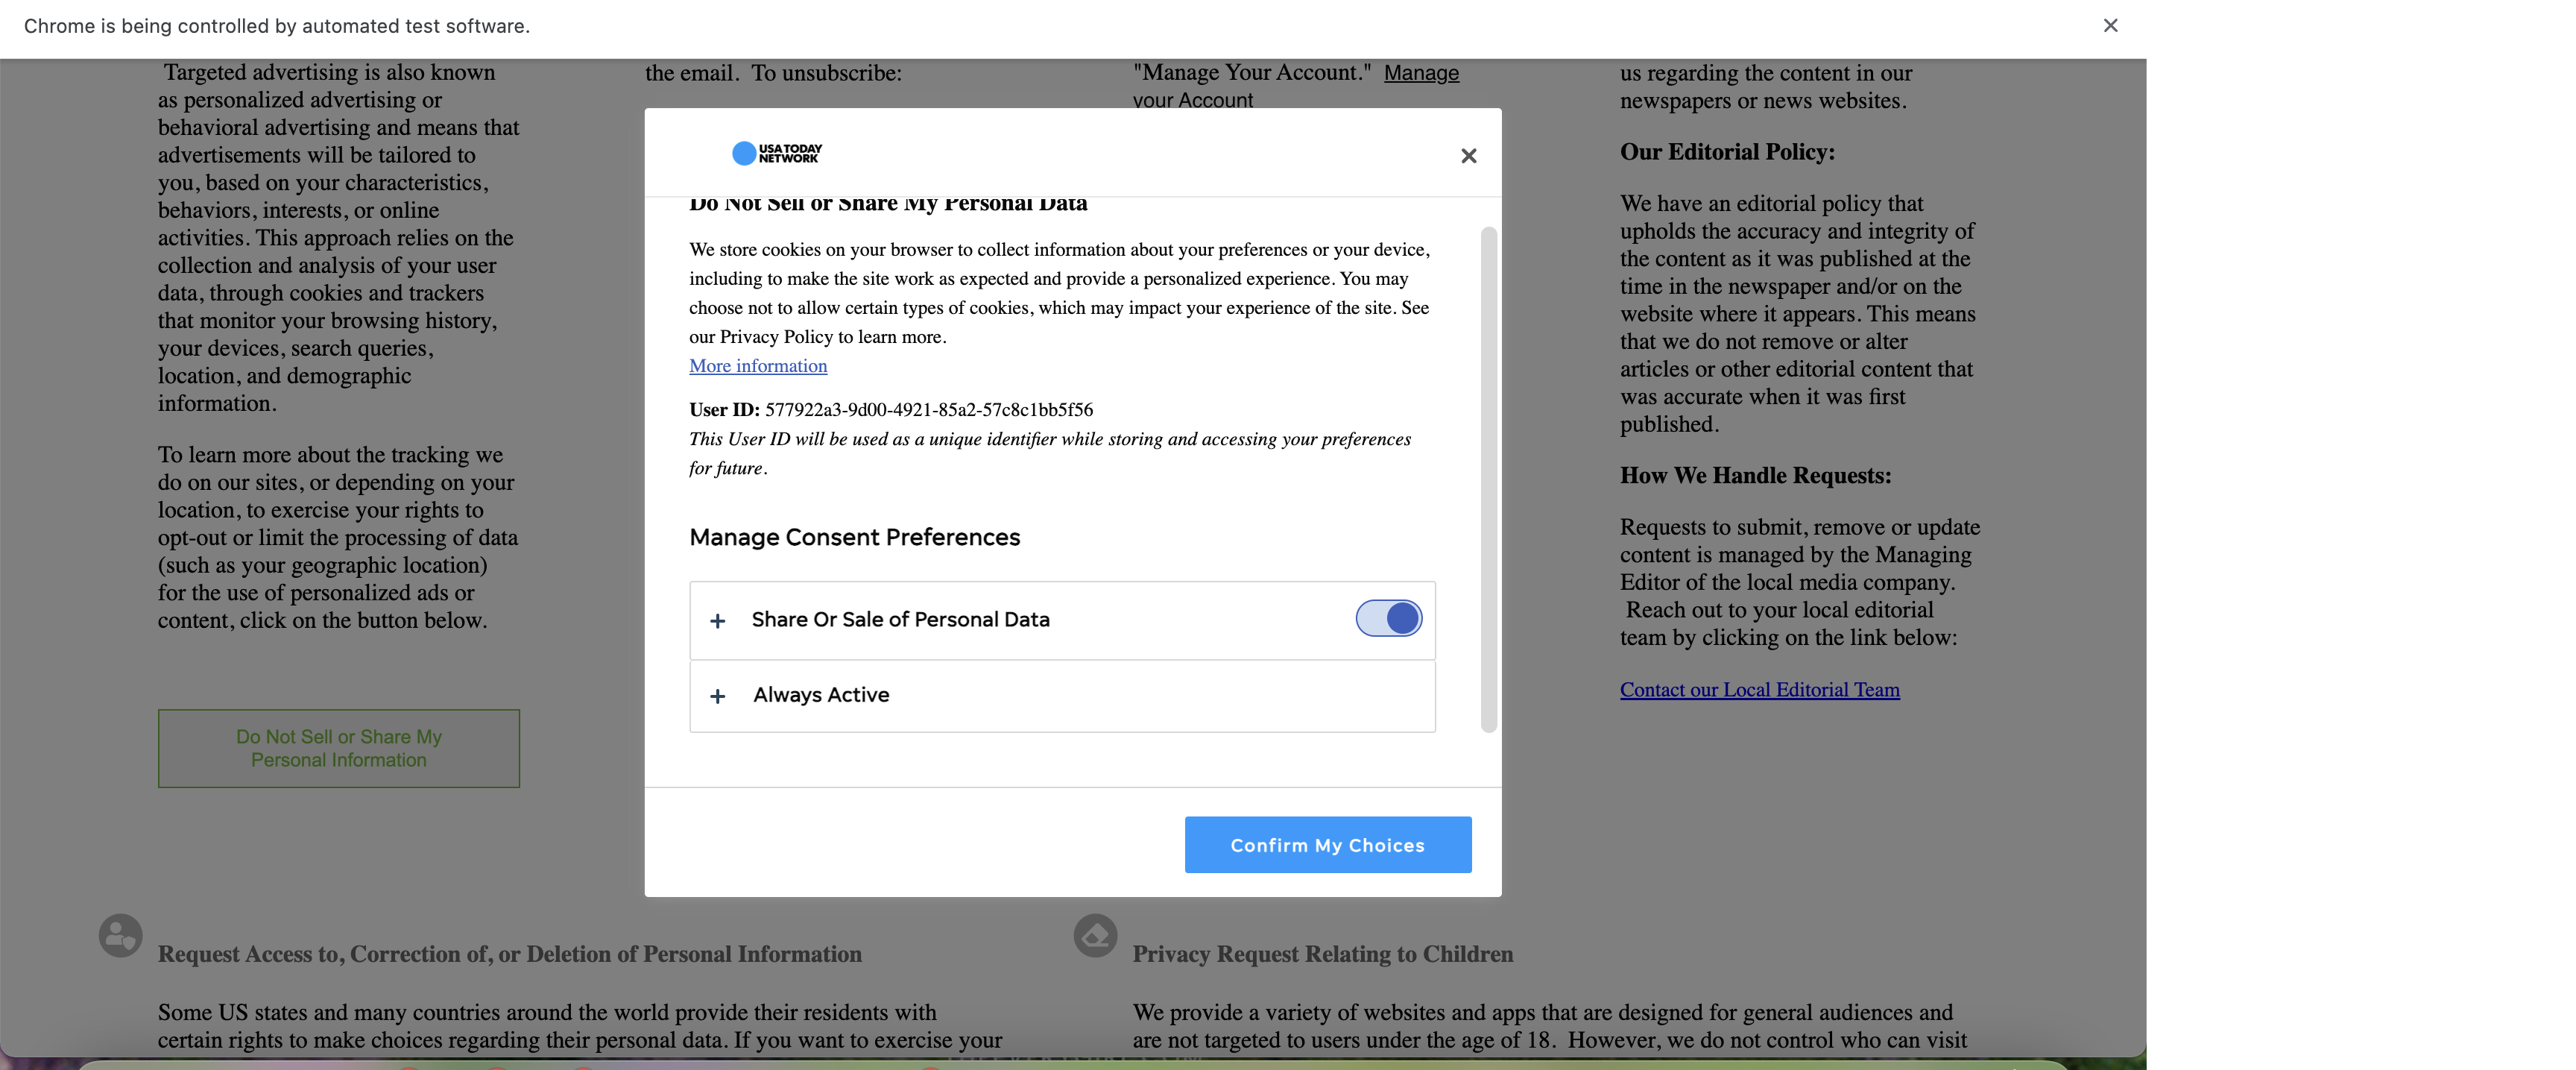 Chrome is being controlled by automated test software.
Targeted advertising is also known
as personalized advertising or
behavioral advertising and means that
advertisements will be tailored to
you, based on your characteristics,
behaviors, interests, or online
activities. This approach relies on the
collection and analysis of your user
data, through cookies and trackers
that monitor your browsing history,
your devices, search queries,
location, and demographic
information.
To learn more about the tracking we
do on our sites, or depending on your
location, to exercise your rights to
opt-out or limit the processing of data
(such as your geographic location)
for the use of personalized ads or
content, click on the button below.
Do Not Sell or Share My
Personal Information
the email. To unsubscribe:
"Manage Your Account." Manage
your Account
USA TODAY
NETWORK
Do Not Sell or Share My Personal Data
We store cookies on your browser to collect information about your preferences or your device,
including to make the site work as expected and provide a personalized experience. You may
choose not to allow certain types of cookies, which may impact your experience of the site. See
our Privacy Policy to learn more.
More information
User ID: 577922a3-9d00-4921-85a2-57c8c1bb5f56
This User ID will be used as a unique identifier while storing and accessing your preferences
for future.
Manage Consent Preferences
Share Or Sale of Personal Data
Always Active
Confirm My Choices
us regarding the content in our
newspapers or news websites.
Our Editorial Policy:
We have an editorial policy that
upholds the accuracy and integrity of
the content as it was published at the
time in the newspaper and/or on the
website where it appears. This means
that we do not remove or alter
articles or other editorial content that
was accurate when it was first
published.
How We Handle Requests:
Requests to submit, remove or update
content is managed by the Managing
Editor of the local media company.
Reach out to your local editorial
team by clicking on the link below:
Contact our Local Editorial Team
Request Access to, Correction of, or Deletion of Personal Information
Some US states and many countries around the world provide their residents with
certain rights to make choices regarding their personal data. If you want to exercise your
Privacy Request Relating to Children
We provide a variety of websites and apps that are designed for general audiences and
are not targeted to users under the age of 18. However, we do not control who can visit